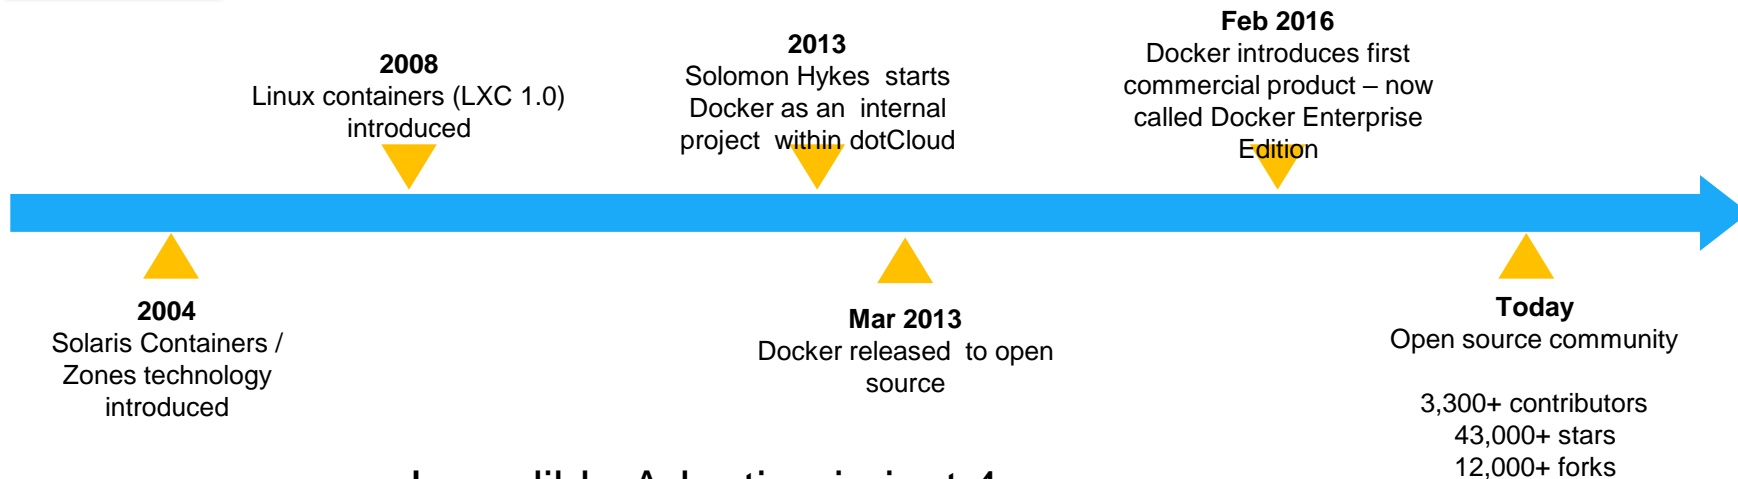 2008
Linux containers (LXC 1.0)
introduced
2013
Solomon Hykes starts
Docker as an internal
project within dotCloud
Feb 2016
Docker introduces first
commercial product – now
called Docker Enterprise
Edition
2004
Solaris Containers /
Zones technology
introduced
Mar 2013
Docker released to open
source
Today
Open source community
3,300+ contributors
43,000+ stars
12,000+ forks